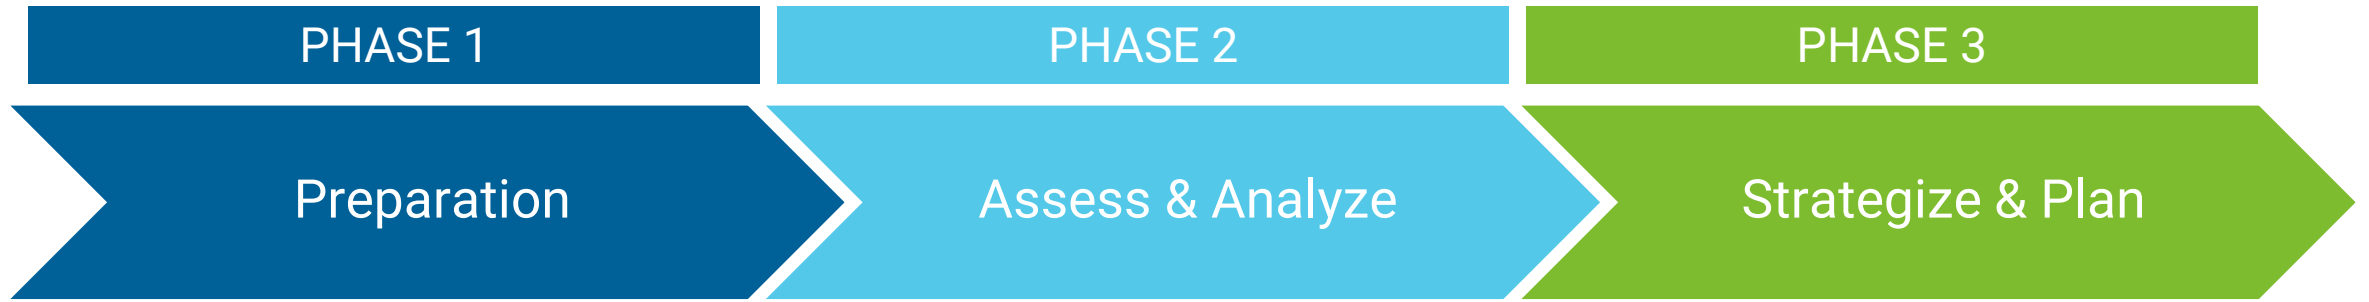 PHASE 1
PHASE 2
PHASE 3
Preparation
Assess & Analyze
Strategize & Plan